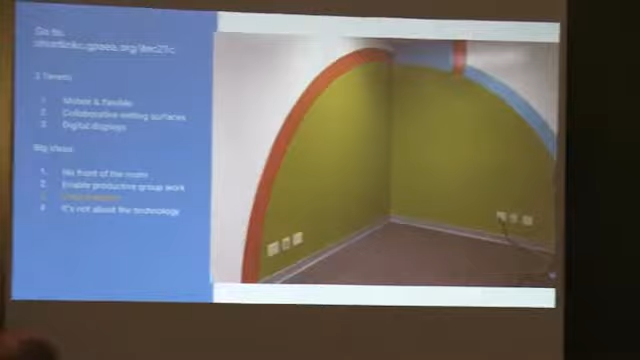 Go to:
3 Tenets
1 Mobile & flexible
2 Collaborative writing surfaces
3 Digital displays
Big Ideas:
1. No front of the room
2. Enable productive group work
3
4 It's not about the technology